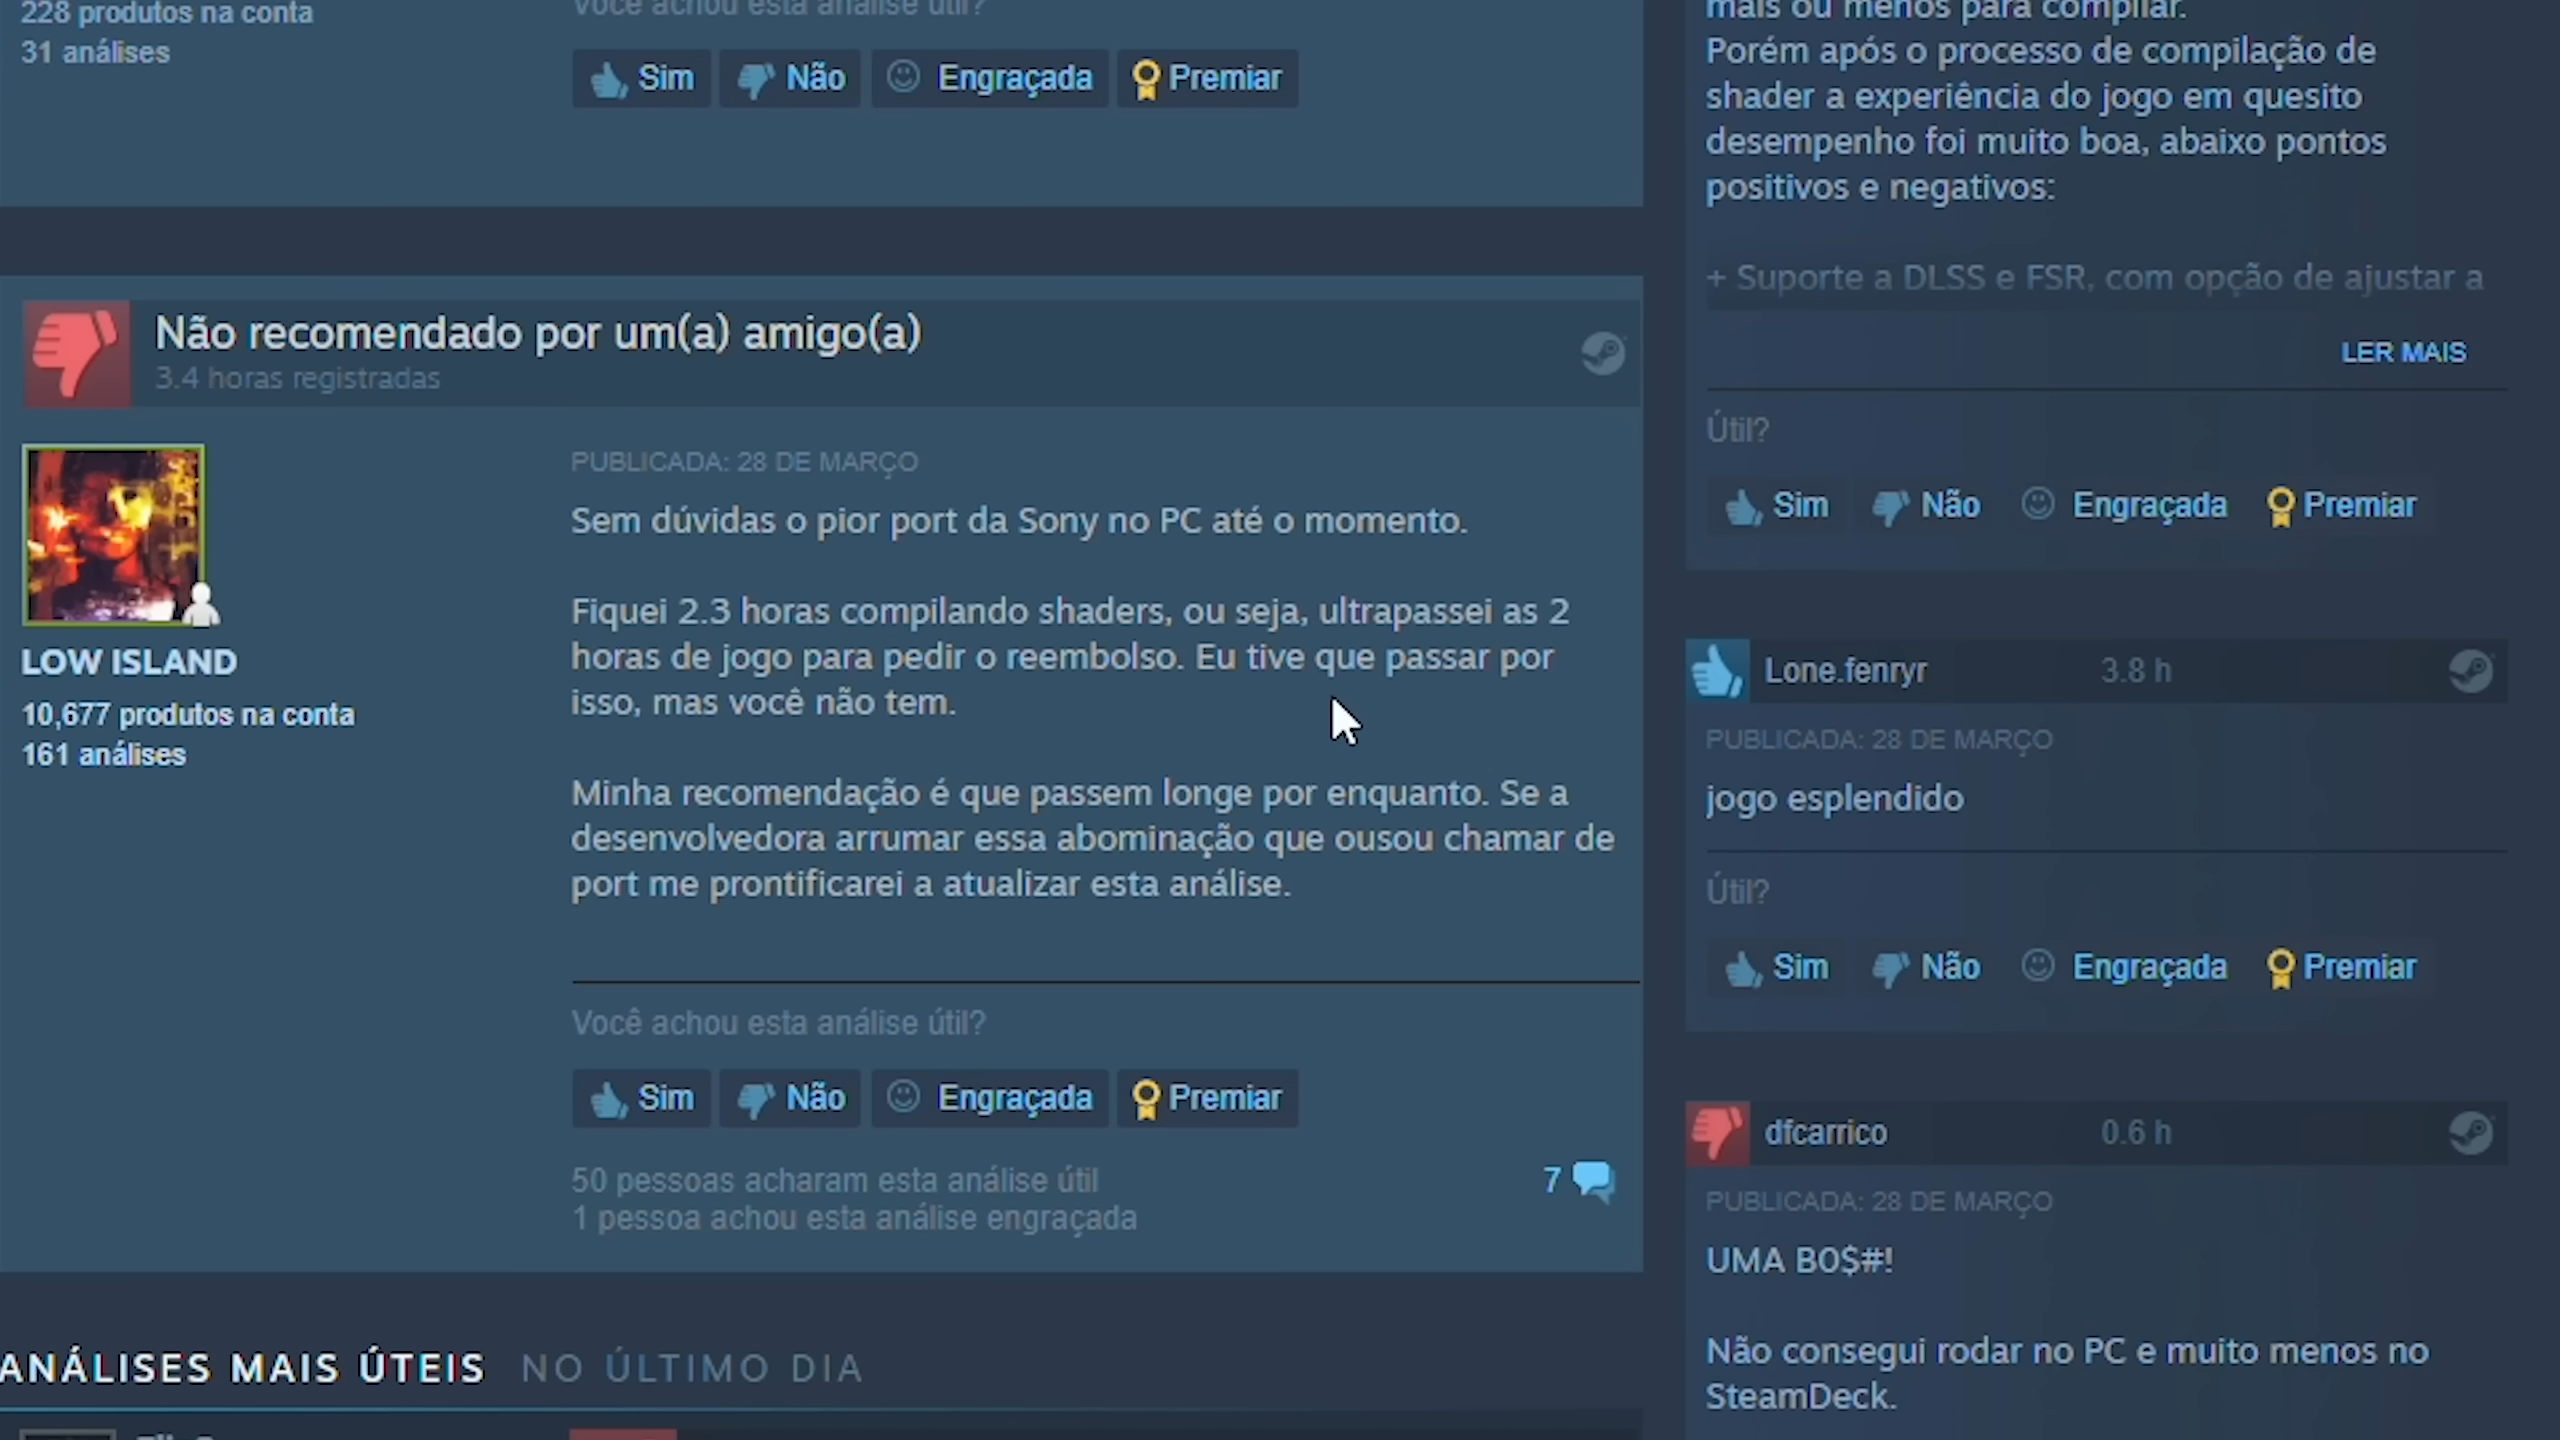 228 produtos na conta
31 análises
Você achou esta análise útil?
Sim
Não
Engraçada
Premiar
Não recomendado por um(a) amigo(a)
3.4 horas registradas
LOW ISLAND
10,677 produtos na conta
161 análises
PUBLICADA: 28 DE MARÇO
Sem dúvidas o pior port da Sony no PC até o momento.
Fiquei 2.3 horas compilando shaders, ou seja, ultrapassei as 2
horas de jogo para pedir o reembolso. Eu tive que passar por
isso, mas você não tem.
Minha recomendação é que passem longe por enquanto. Se a
desenvolvedora arrumar essa abominação que ousou chamar de
port me prontificarei a atualizar esta análise.
Você achou esta análise útil?
Sim
Não
Engraçada
Premiar
50 pessoas acharam esta análise útil
1 pessoa achou esta análise engraçada
7
ANÁLISES MAIS ÚTEIS NO ÚLTIMO DIA
mais ou menos para compilar.
Porém após o processo de compilação de
shader a experiência do jogo em quesito
desempenho foi muito boa, abaixo pontos
positivos e negativos:
+ Suporte a DLSS e FSR, com opção de ajustar a
LER MAIS
Útil?
Sim
Não
Engraçada
Premiar
Lone.fenryr
3.8 h
PUBLICADA: 28 DE MARÇO
jogo esplendido
Útil?
Sim
Não
Engraçada
Premiar
dfcarrico
0.6 h
PUBLICADA: 28 DE MARÇO
UMA B0$#!
Não consegui rodar no PC e muito menos no
SteamDeck.